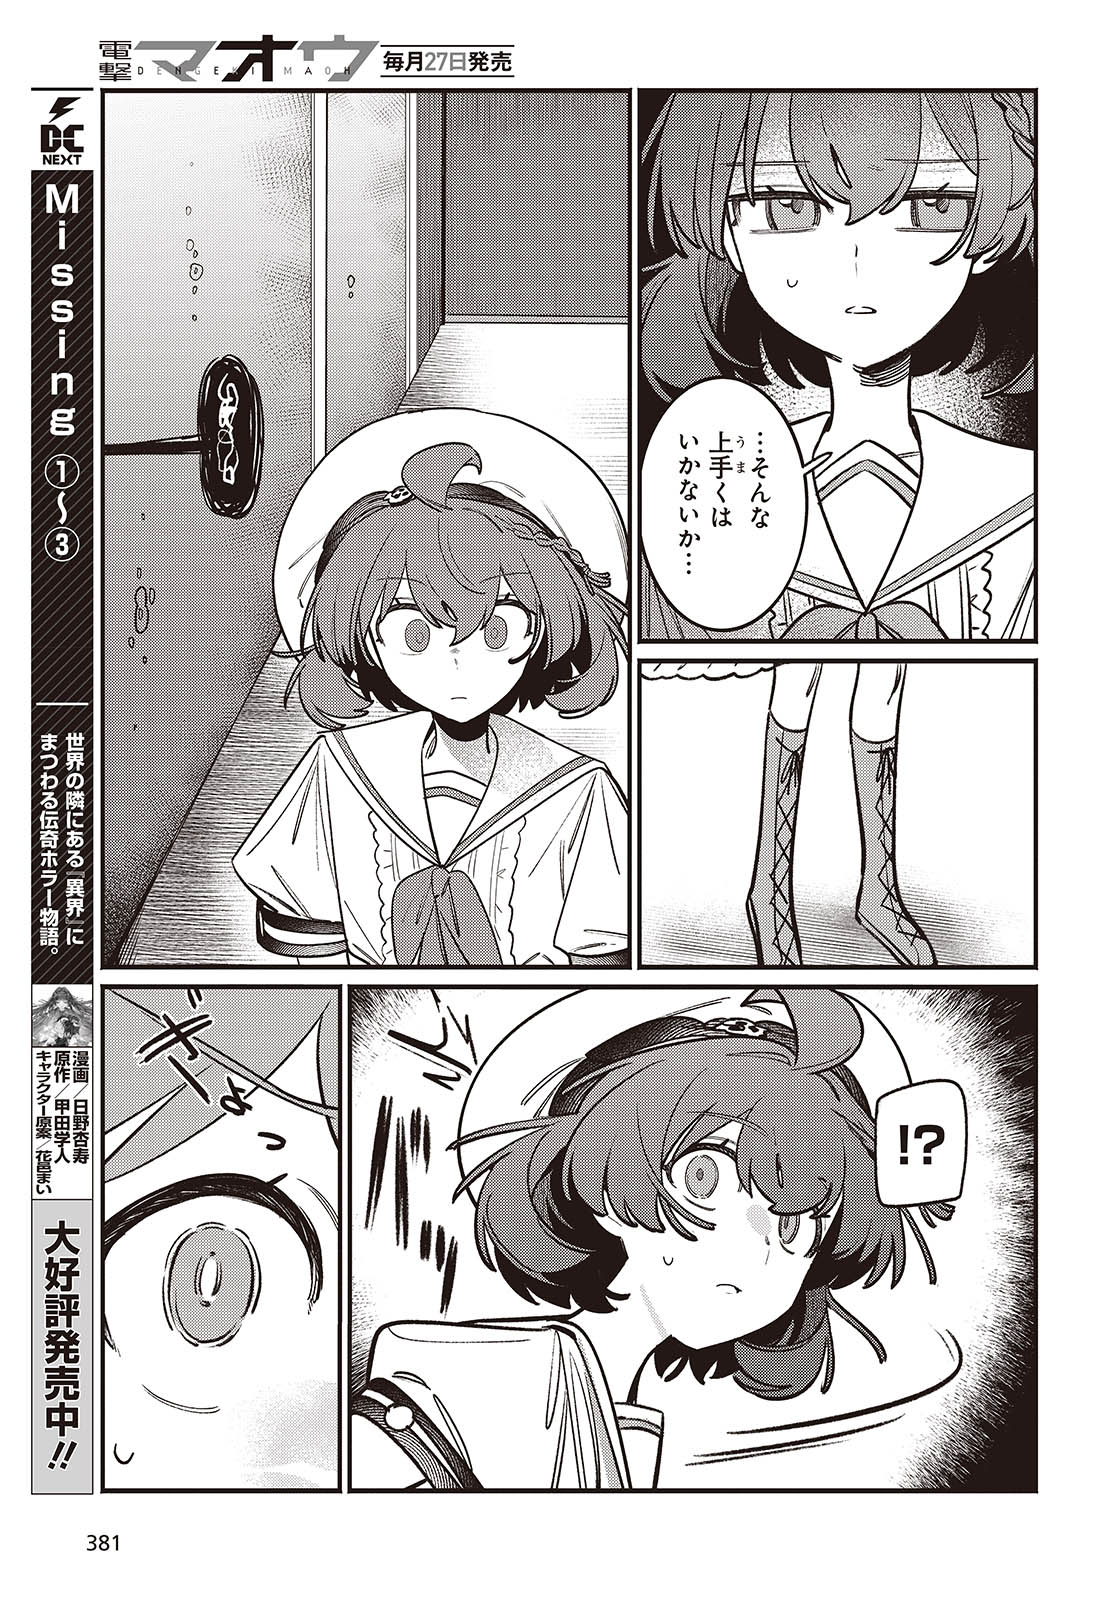 電撃マオウ
DENGEKI MAOH
毎月27日発売
DC
NEXT
Missing ①〜③
世界の隣にある『異界』に
まつわる伝奇ホラー物語。
漫画/日野杏寿
原作/甲田学人
キャラクター原案/花邑まい
大好評発売中!!
…そんな
上手くは
うま
いかないか…
!?
381